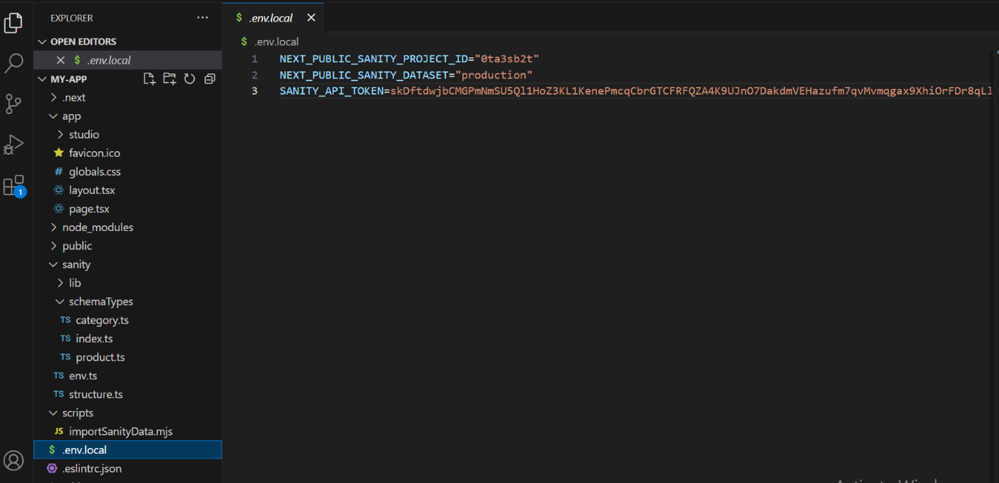 EXPLORER
OPEN EDITORS
.env.local
MY-APP
.next
app
studio
favicon.ico
globals.css
layout.tsx
page.tsx
node_modules
public
sanity
lib
schemaTypes
TS category.ts
TS index.ts
TS product.ts
TS env.ts
TS structure.ts
scripts
JS importSanityData.mjs
$ .env.local
.eslintrc.json
1
$ .env.local
$ .env.local
1 NEXT_PUBLIC_SANITY_PROJECT_ID="0ta3sb2t"
2 NEXT_PUBLIC_SANITY_DATASET="production"
3 SANITY_API_TOKEN=skDftdwjbCMGPmNmSU5Ql1HoZ3KL1KenePmcqCbrGTCFRFQZA4K9UJnO7DakdmVEHazufm7qvMvmqgax9XhiOrFDr8qLl